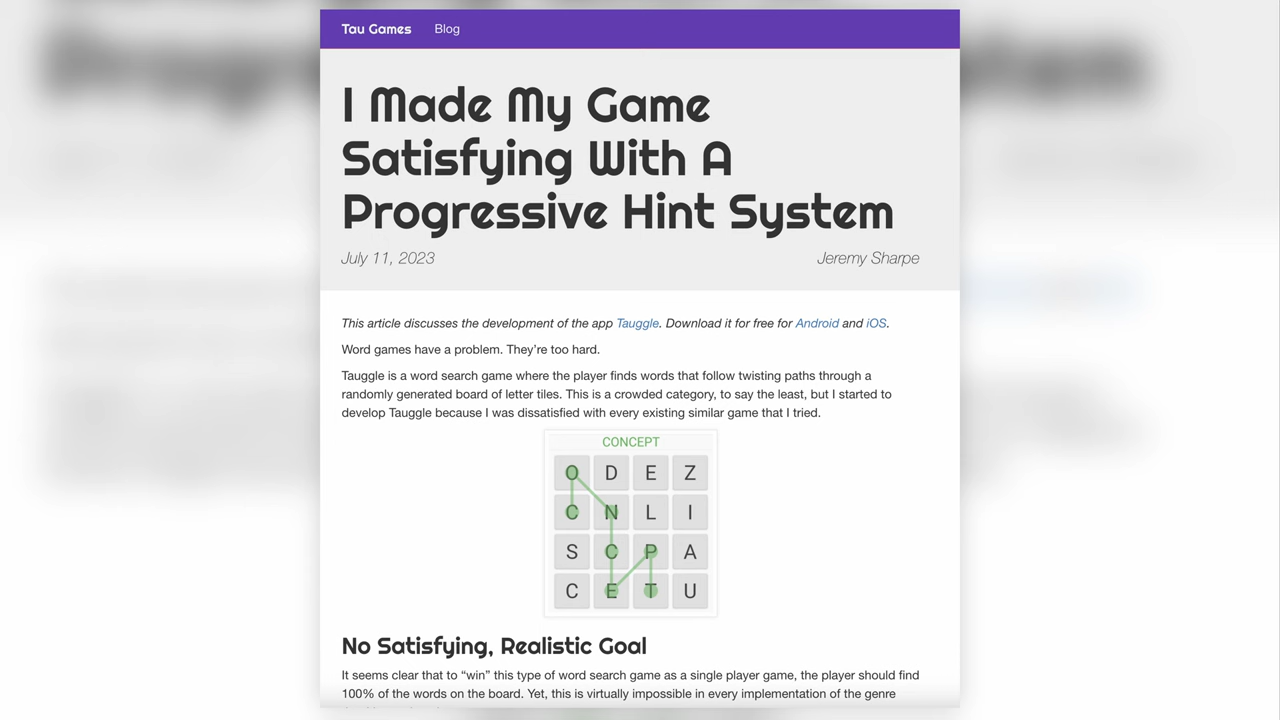 Tau Games Blog
I Made My Game
Satisfying With A
Progressive Hint System
July 11, 2023 Jeremy Sharpe
This article discusses the development of the app Tauggle. Download it for free for Android and iOS.
Word games have a problem. They’re too hard.
Tauggle is a word search game where the player finds words that follow twisting paths through a
randomly generated board of letter tiles. This is a crowded category, to say the least, but I started to
develop Tauggle because I was dissatisfied with every existing similar game that I tried.
CONCEPT
O D E Z
C N L I
S C P A
C E T U
No Satisfying, Realistic Goal
It seems clear that to “win” this type of word search game as a single player game, the player should find
100% of the words on the board. Yet, this is virtually impossible in every implementation of the genre